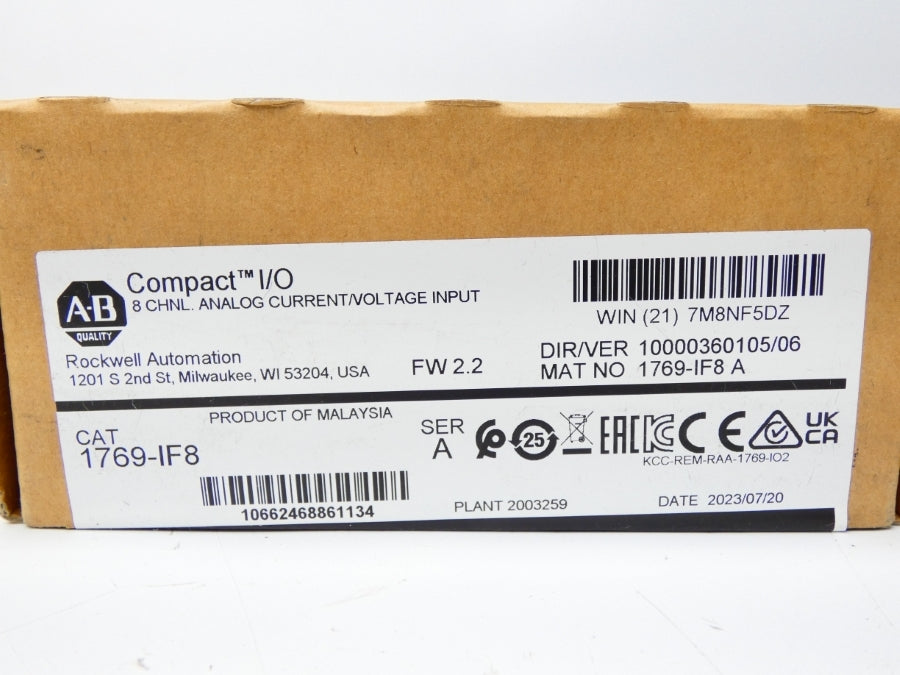 A-B
QUALITY
Compact™ I/O
8 CHNL. ANALOG CURRENT/VOLTAGE INPUT
WIN (21) 7M8NF5DZ
Rockwell Automation
1201 S 2nd St, Milwaukee, WI 53204, USA
FW 2.2
DIR/VER 10000360105/06
MAT NO 1769-IF8 A
PRODUCT OF MALAYSIA
CAT
1769-IF8
SER
A
25
EAC
KC
CE
UK
CA
KCC-REM-RAA-1769-IO2
10662468861134
PLANT 2003259
DATE 2023/07/20